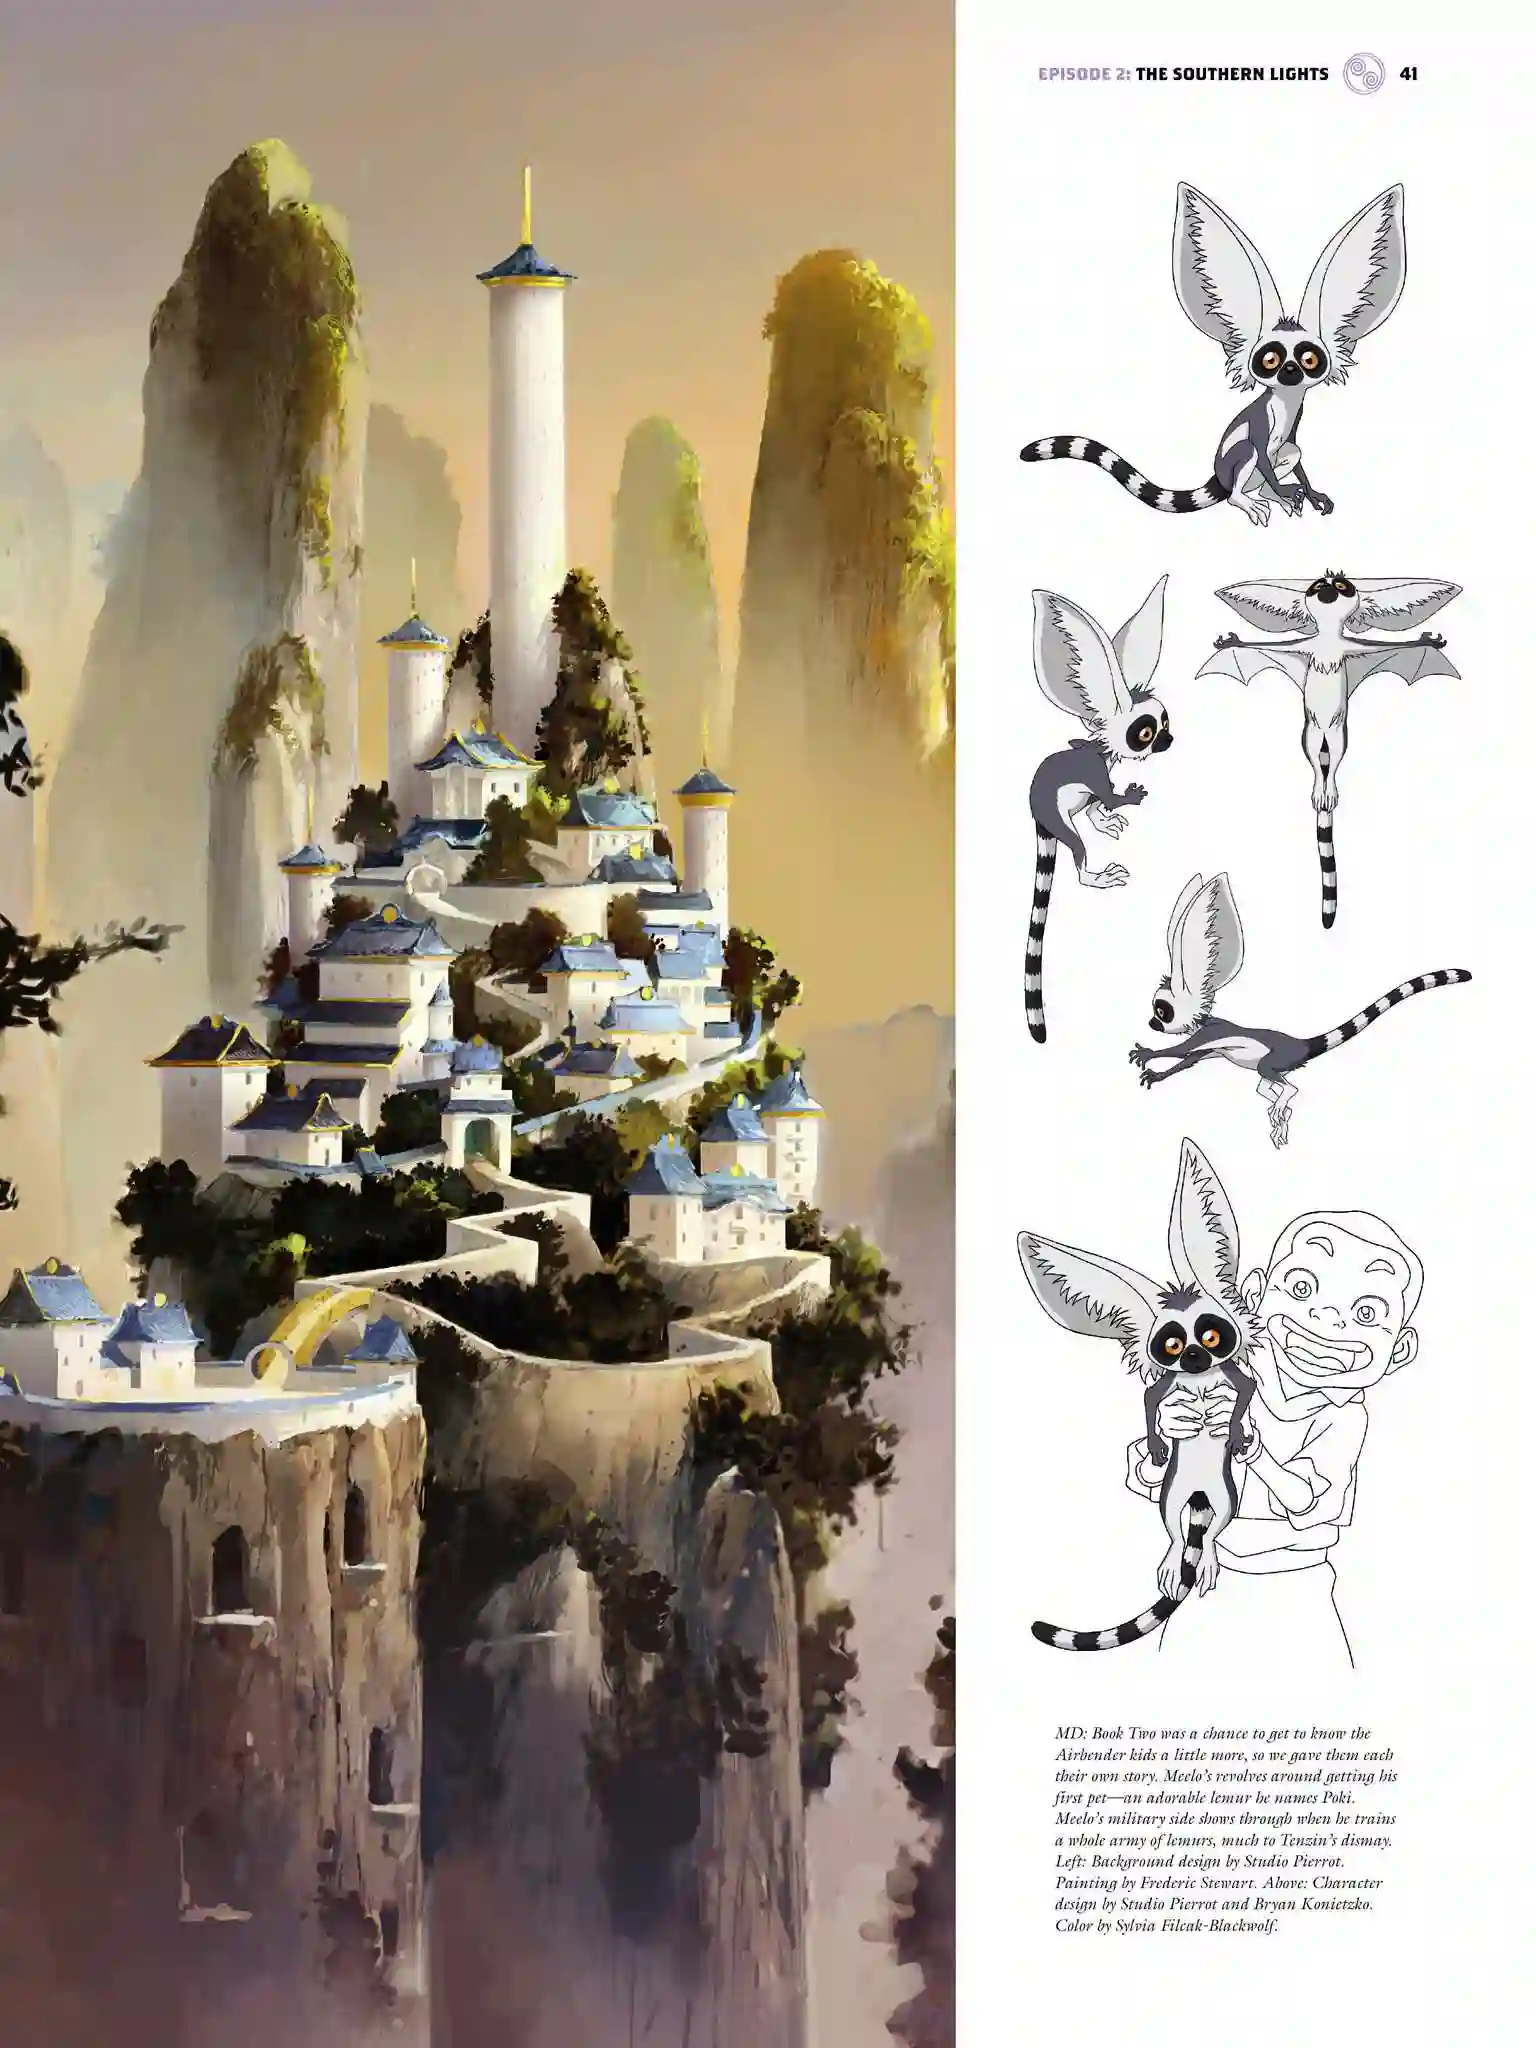 EPISODE 2: THE SOUTHERN LIGHTS 41
MD: Book Two was a chance to get to know the
Airbender kids a little more, so we gave them each
their own story. Meelo's revolves around getting his
first pet—an adorable lemur he names Poki.
Meelo's military side shows through when he trains
a whole army of lemurs, much to Tenzin's dismay.
Left: Background design by Studio Pierrot.
Painting by Frederic Stewart. Above: Character
design by Studio Pierrot and Bryan Konietzko.
Color by Sylvia Filcak-Blackwolf.